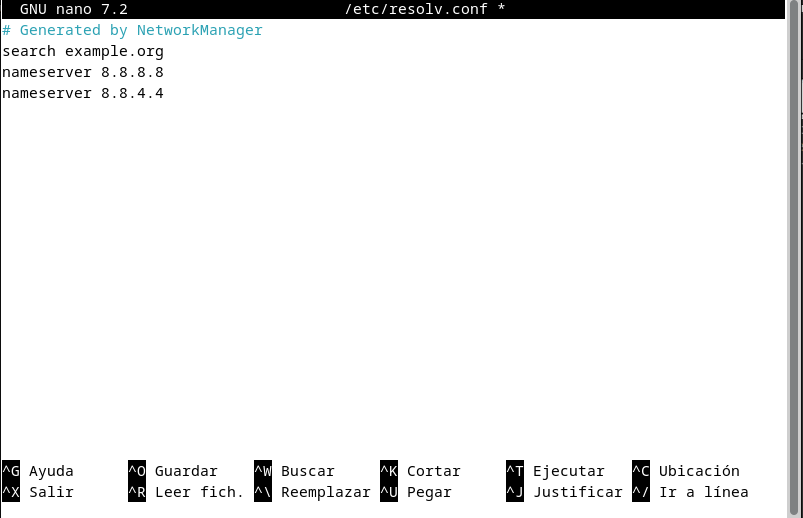 GNU nano 7.2 /etc/resolv.conf *
# Generated by NetworkManager
search example.org
nameserver 8.8.8.8
nameserver 8.8.4.4
^G Ayuda ^O Guardar ^W Buscar ^K Cortar ^T Ejecutar ^C Ubicación
^X Salir ^R Leer fich. ^\ Reemplazar ^U Pegar ^J Justificar ^/ Ir a línea